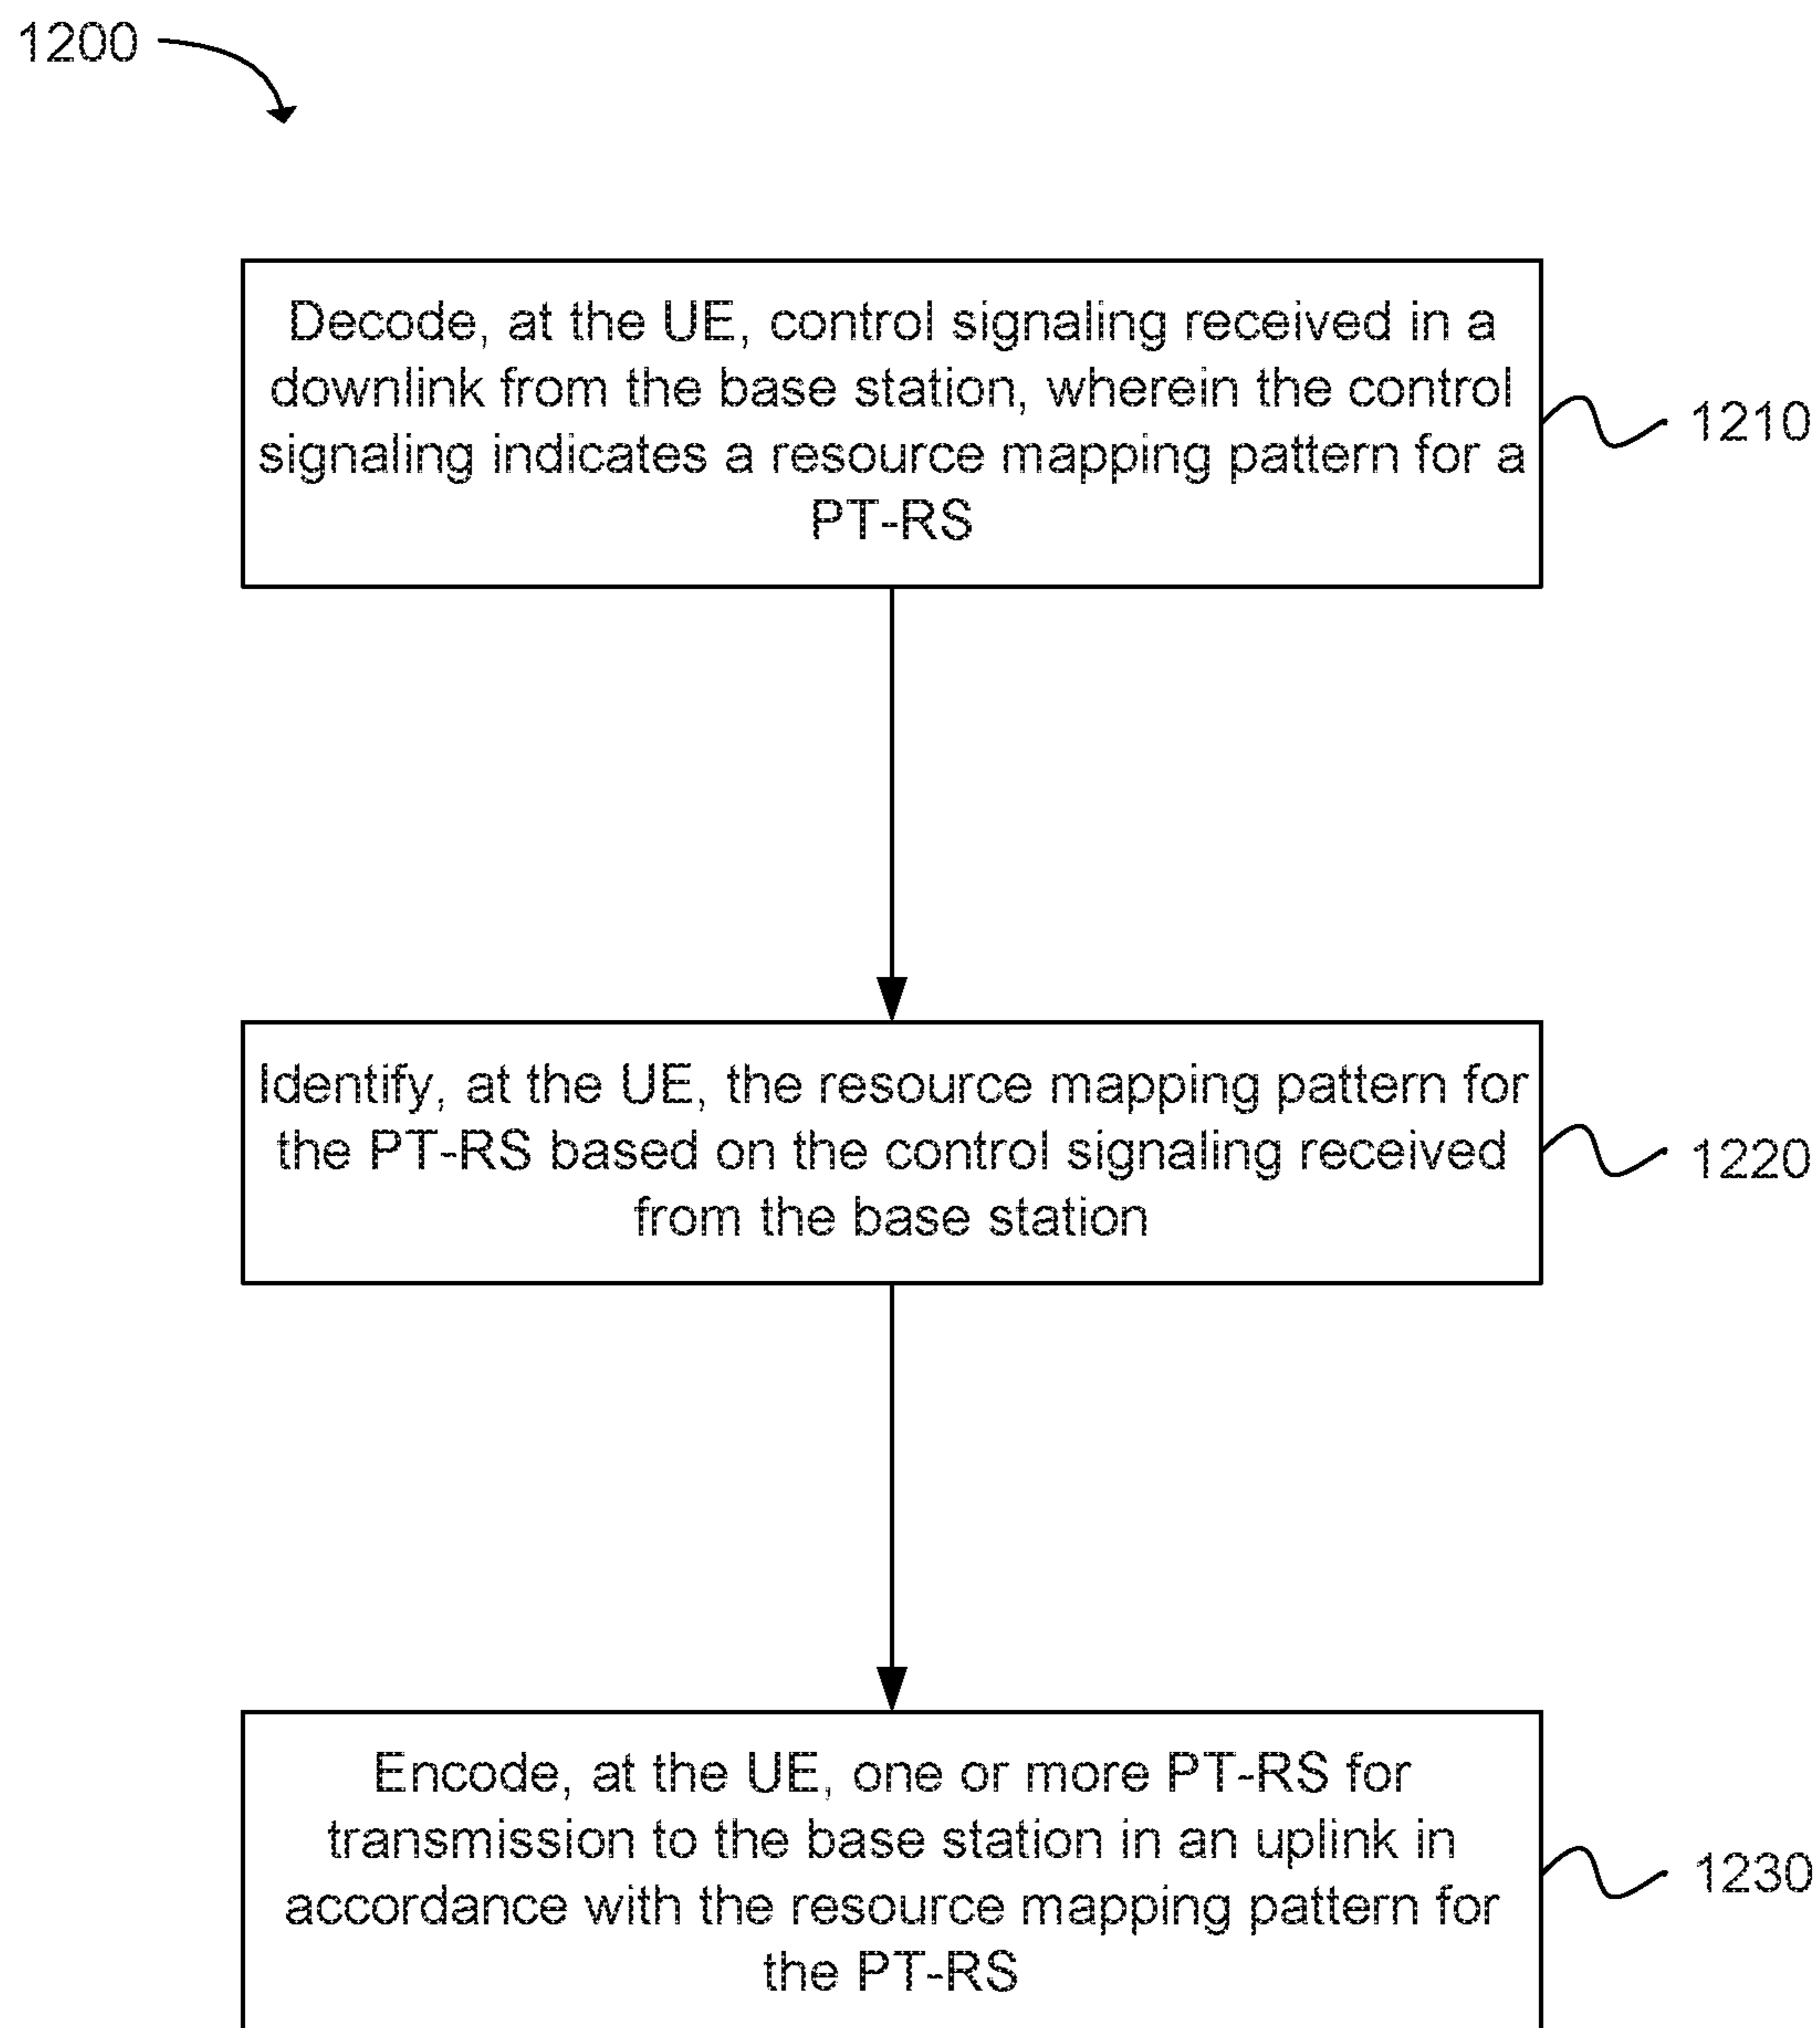 1200
Decode, at the UE, control signaling received in a
downlink from the base station, wherein the control
signaling indicates a resource mapping pattern for a
PT-RS
1210
Identify, at the UE, the resource mapping pattern for
the PT-RS based on the control signaling received
from the base station
1220
Encode, at the UE, one or more PT-RS for
transmission to the base station in an uplink in
accordance with the resource mapping pattern for
the PT-RS
1230